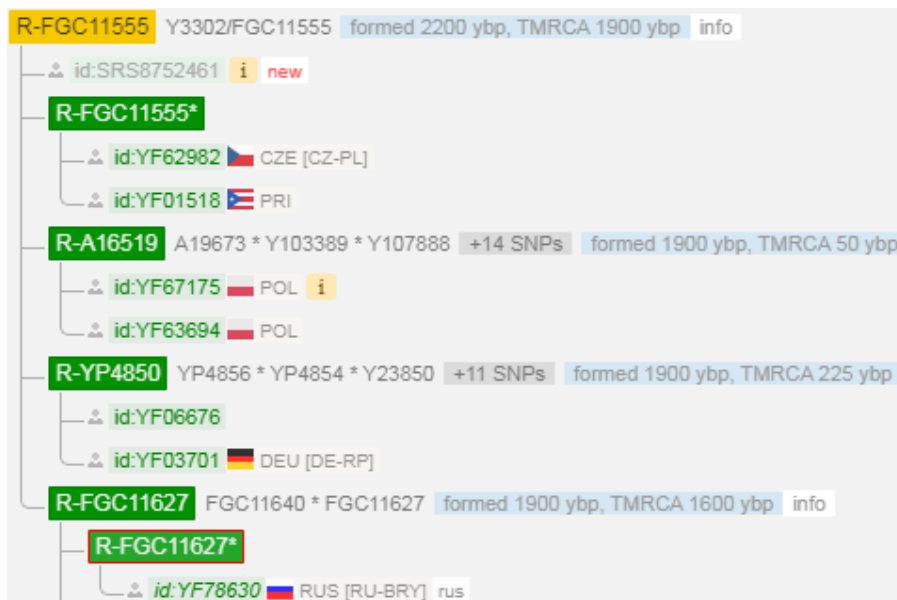 R-FGC11555 Y3302/FGC11555 formed 2200 ybp, TMRCA 1900 ybp info
id:SRS8752461 i new
R-FGC11555*
id:YF62982 CZE [CZ-PL]
id:YF01518 PRI
R-A16519 A19673 * Y103389 * Y107888 +14 SNPs formed 1900 ybp, TMRCA 50 ybp
id:YF67175 POL i
id:YF63694 POL
R-YP4850 YP4856 * YP4854 * Y23850 +11 SNPs formed 1900 ybp, TMRCA 225 ybp
id:YF06676
id:YF03701 DEU [DE-RP]
R-FGC11627 FGC11640 * FGC11627 formed 1900 ybp, TMRCA 1600 ybp info
R-FGC11627*
id:YF78630 RUS [RU-BRY] rus